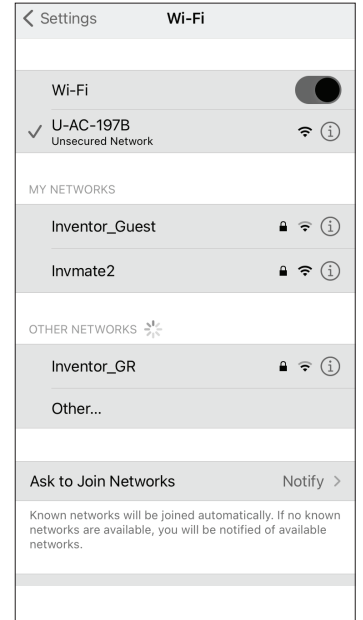 Settings Wi-Fi
Wi-Fi
U-AC-197B
Unsecured Network
MY NETWORKS
Inventor_Guest
Invmate2
OTHER NETWORKS
Inventor_GR
Other...
Ask to Join Networks Notify
Known networks will be joined automatically. If no known
networks are available, you will be notified of available
networks.